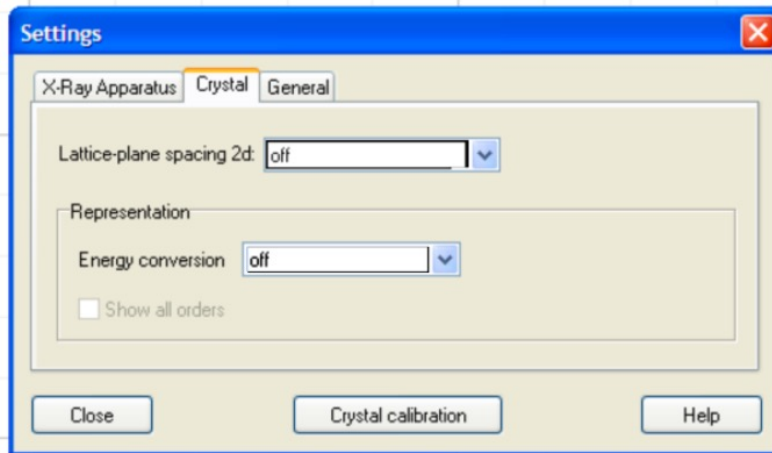 Settings
X-Ray Apparatus Crystal General
Lattice-plane spacing 2d: off
Representation
Energy conversion off
Show all orders
Close Crystal calibration Help